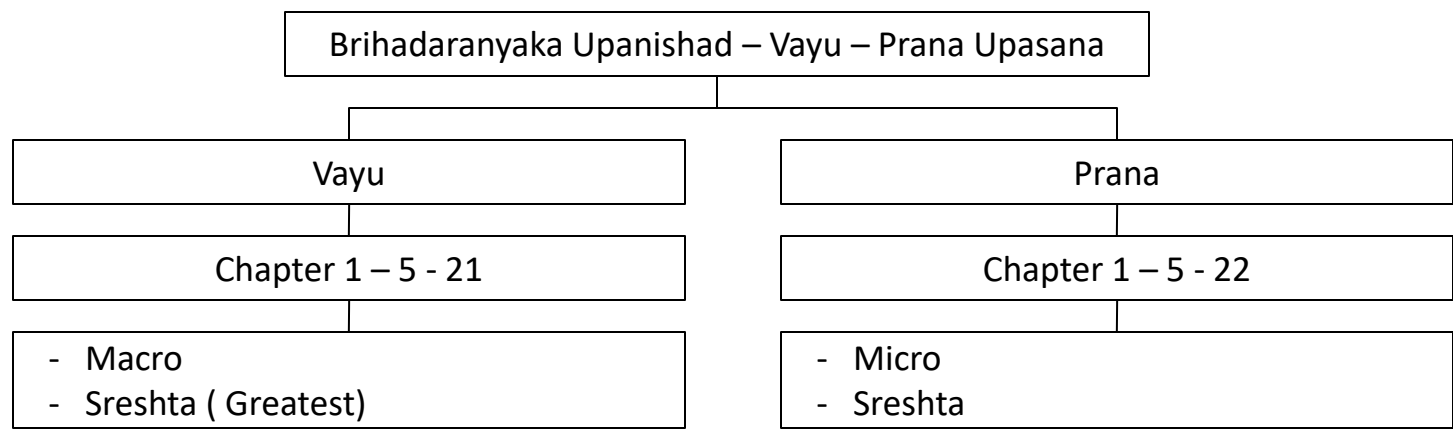 Brihadaranyaka Upanishad – Vayu – Prana Upasana
Vayu
Prana
Chapter 1 – 5 - 21
Chapter 1 – 5 - 22
- Macro
- Sreshta ( Greatest)
- Micro
- Sreshta